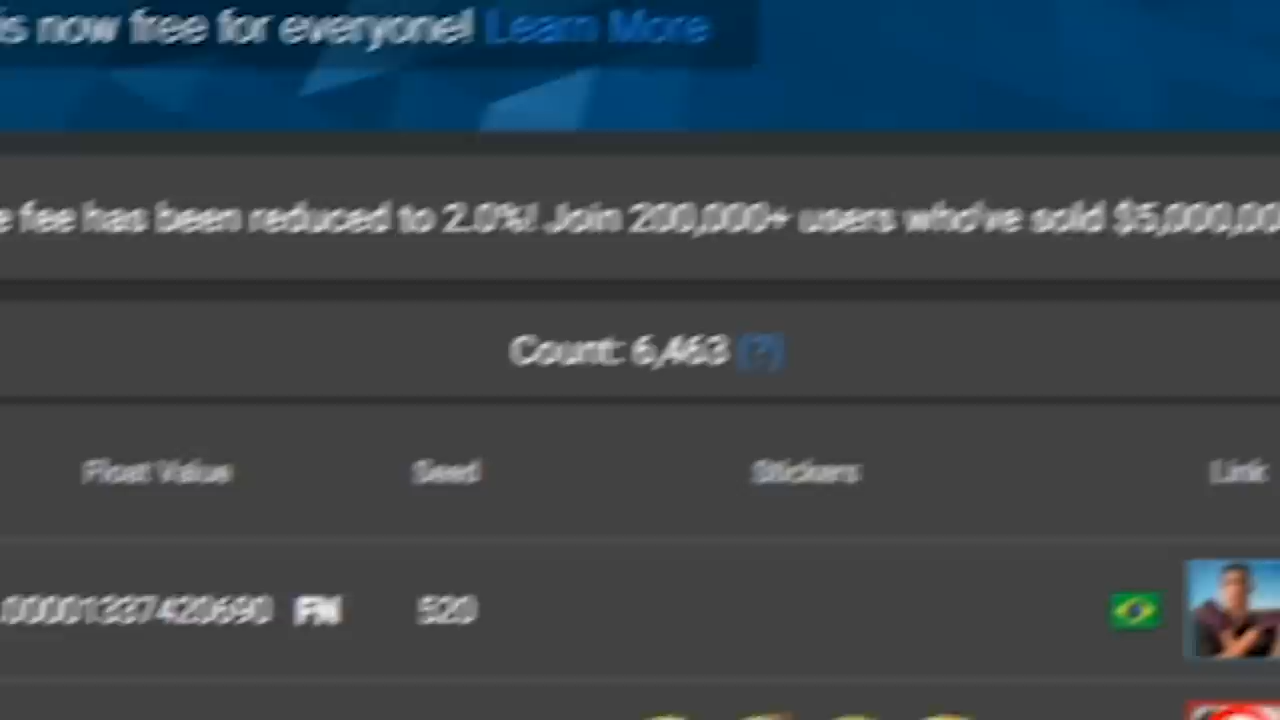 is now free for everyone! Learn More
e fee has been reduced to 2.0%! Join 200,000+ users who've sold $5,000,00
Count: 6,463 [?]
Float Value Seed Stickers Link
.00001337420690 FN 520